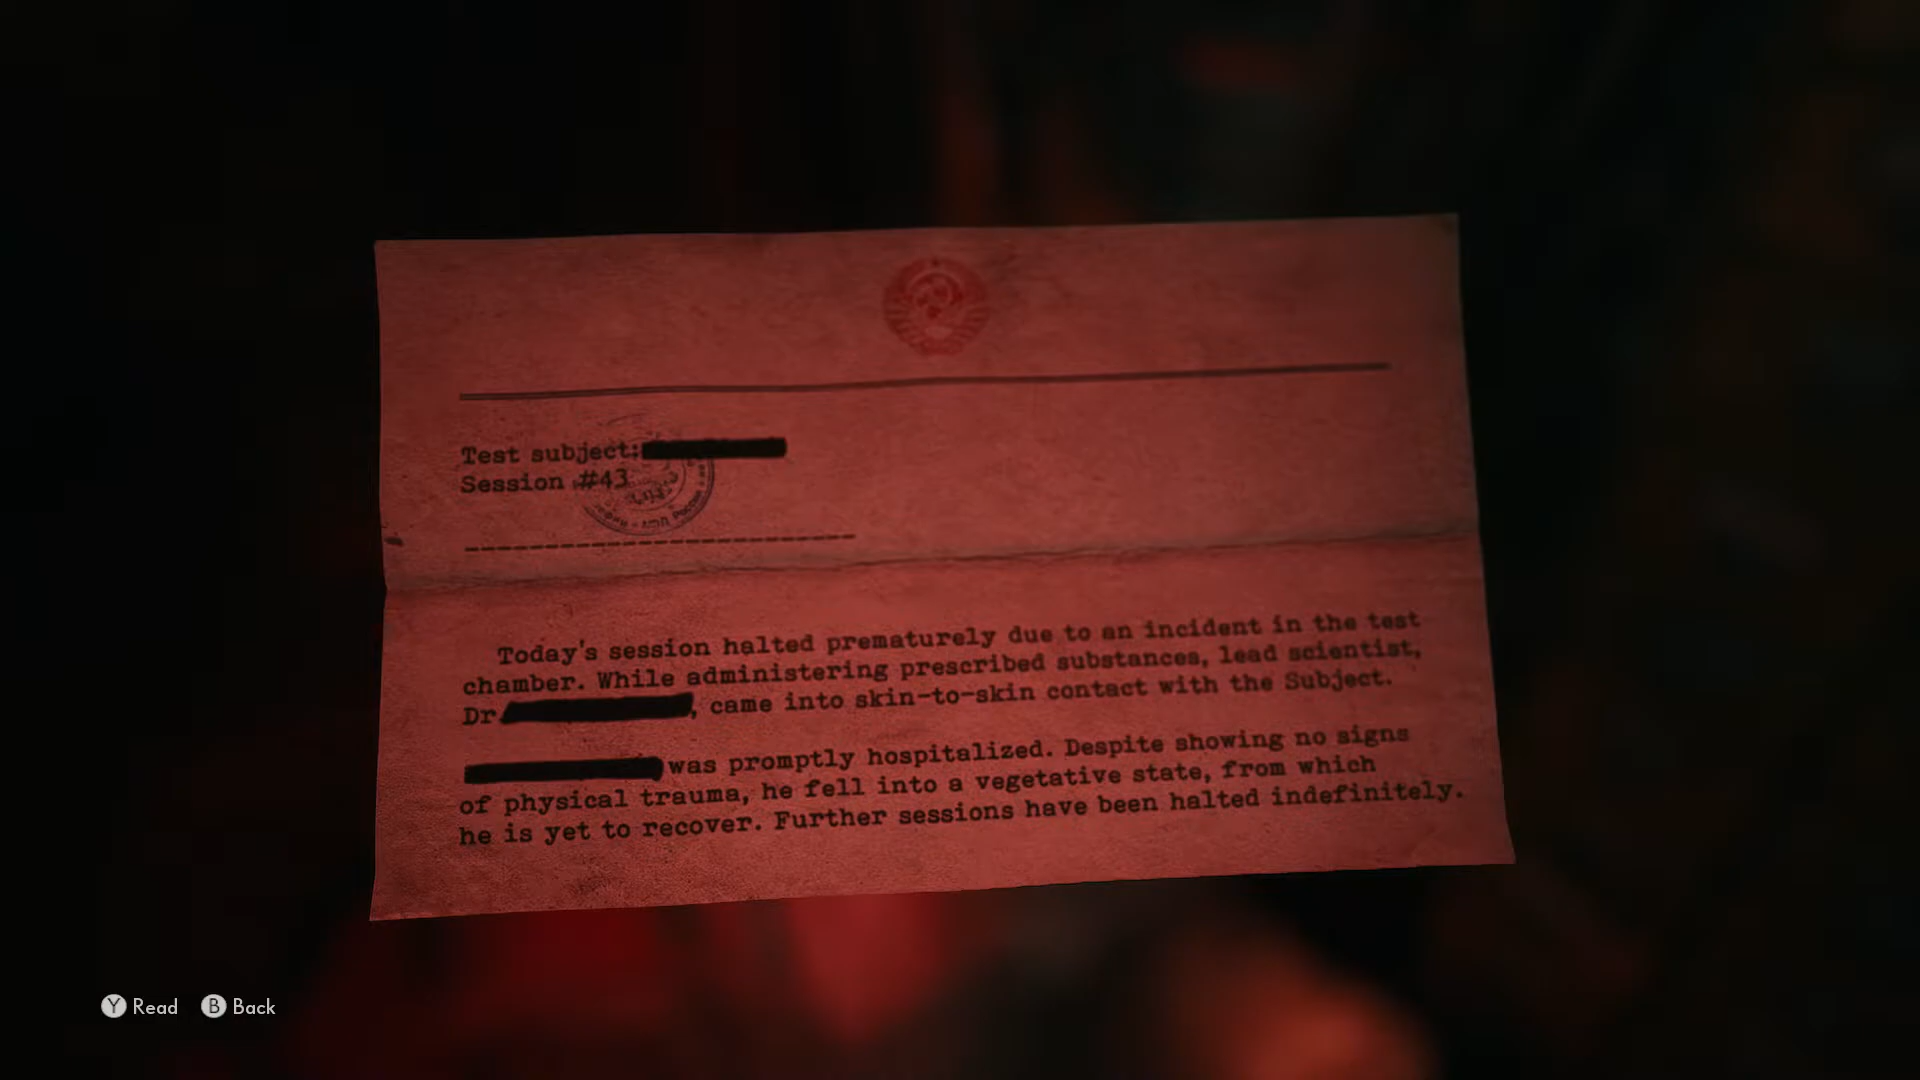 Test subject:
Session #43
Today's session halted prematurely due to an incident in the test
chamber. While administering prescribed substances, lead scientist,
Dr , came into skin-to-skin contact with the Subject.
was promptly hospitalized. Despite showing no signs
of physical trauma, he fell into a vegetative state, from which
he is yet to recover. Further sessions have been halted indefinitely.
Y Read B Back